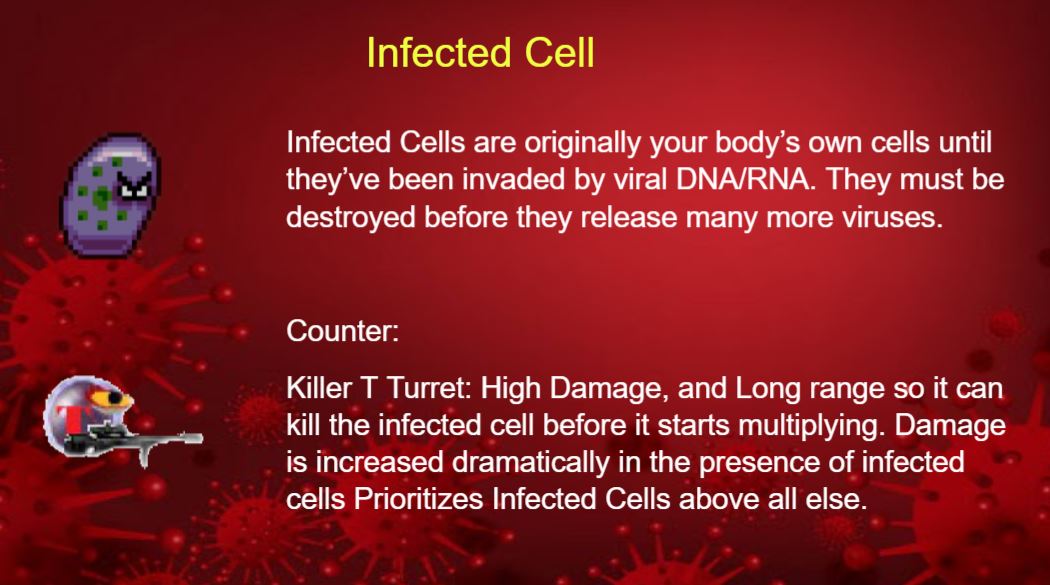 Infected Cell
Infected Cells are originally your body’s own cells until
they’ve been invaded by viral DNA/RNA. They must be
destroyed before they release many more viruses.
Counter:
Killer T Turret: High Damage, and Long range so it can
kill the infected cell before it starts multiplying. Damage
is increased dramatically in the presence of infected
cells Prioritizes Infected Cells above all else.
T